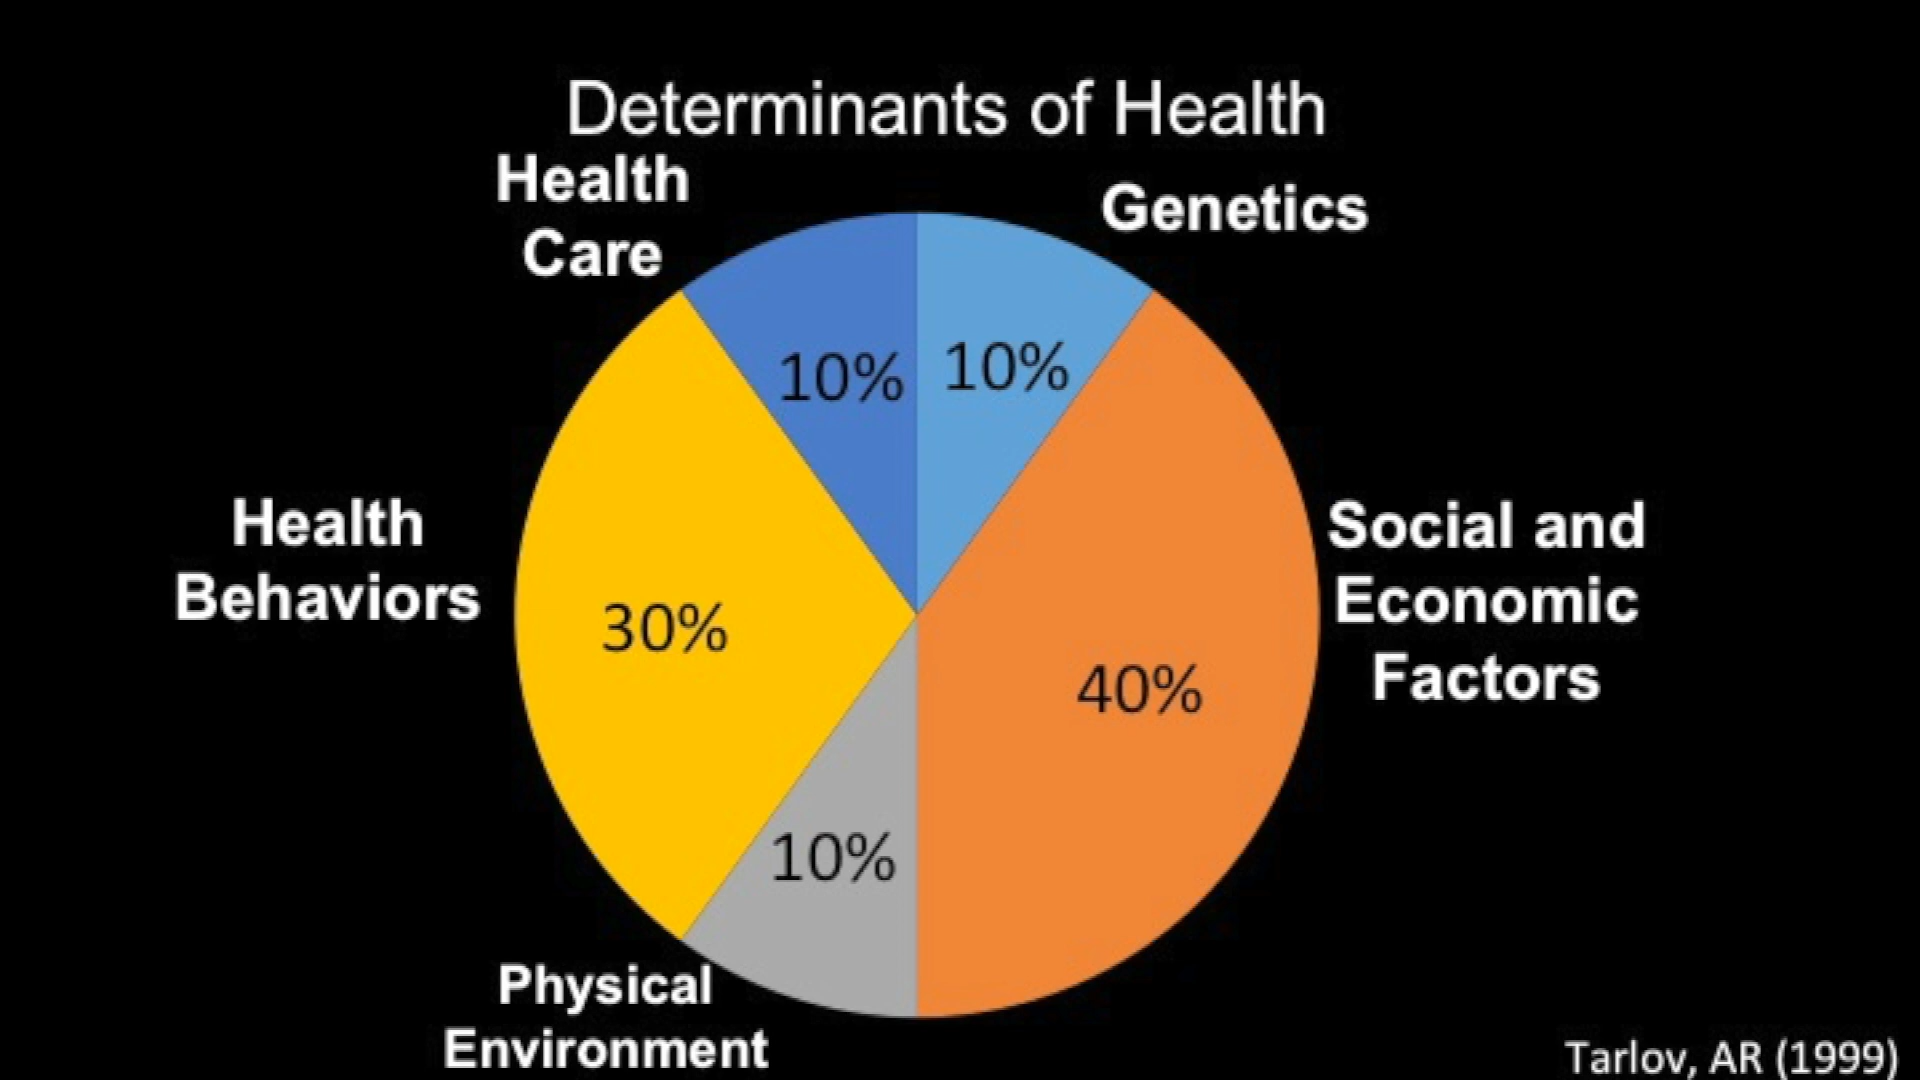 Determinants of Health
Health
Care
Genetics
10%
10%
Health
Behaviors
30%
Social and
Economic
Factors
40%
10%
Physical
Environment
Tarlov, AR (1999)